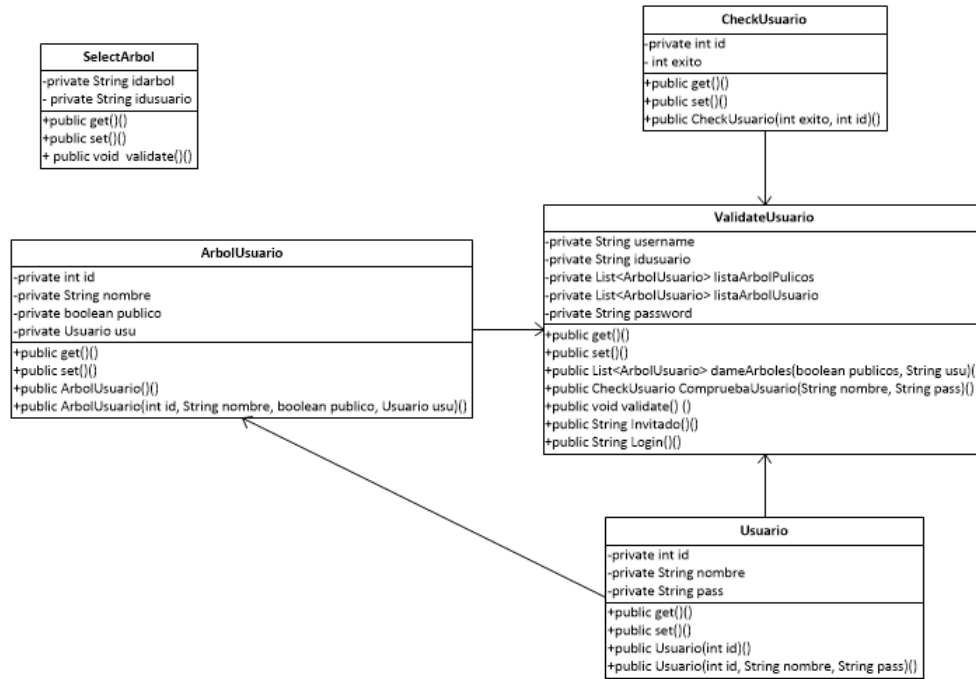 SelectArbol
-private String idarbol
- private String idusuario
+public get()()
+public set()()
+ public void  validate()()
CheckUsuario
-private int id
- int exito
+public get()()
+public set()()
+public CheckUsuario(int exito, int id)()
ArbolUsuario
-private int id
-private String nombre
-private boolean publico
-private Usuario usu
+public get()()
+public set()()
+public ArbolUsuario()()
+public ArbolUsuario(int id, String nombre, boolean publico, Usuario usu)()
ValidateUsuario
-private String username
-private String idusuario
-private List<ArbolUsuario> listaArbolPulicos
-private List<ArbolUsuario> listaArbolUsuario
-private String password
+public get()()
+public set()()
+public List<ArbolUsuario> dameArboles(boolean publicos, String usu)()
+public CheckUsuario CompruebaUsuario(String nombre, String pass)()
+public void validate() ()
+public String Invitado()()
+public String Login()()
Usuario
-private int id
-private String nombre
-private String pass
+public get()()
+public set()()
+public Usuario(int id)()
+public Usuario(int id, String nombre, String pass)()